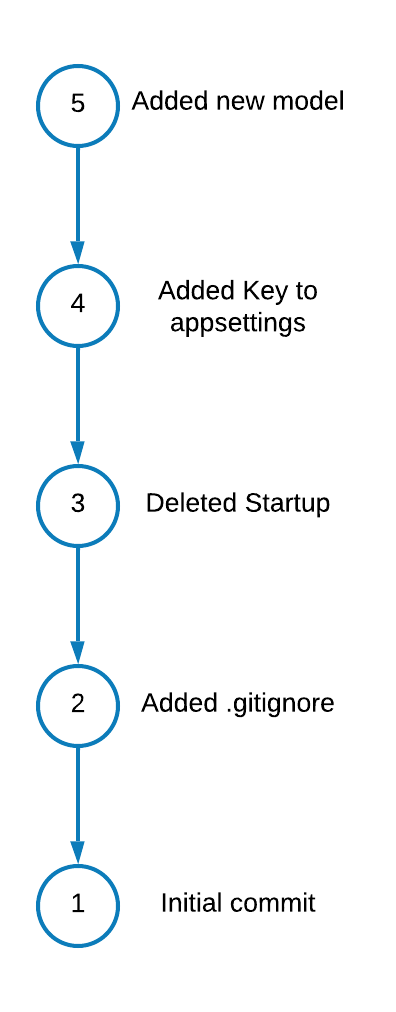 5 Added new model
4 Added Key to
appsettings
3 Deleted Startup
2 Added .gitignore
1 Initial commit